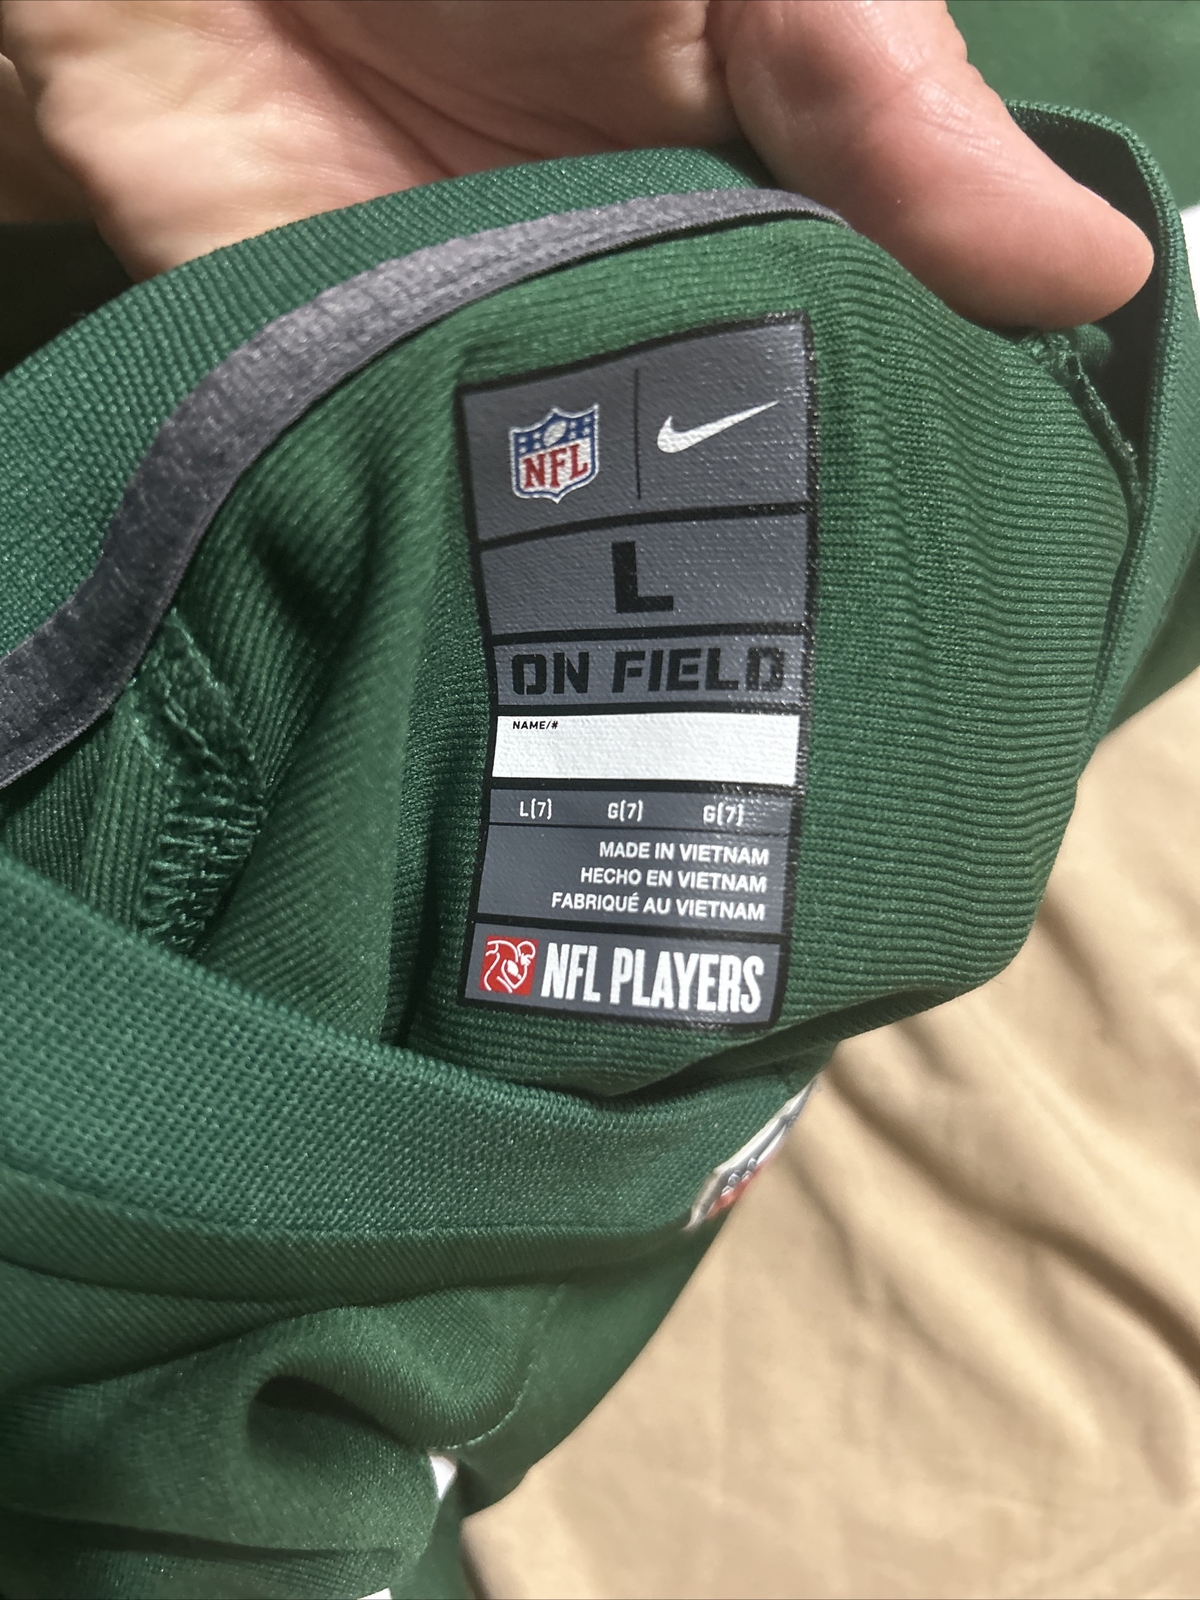 NFL
L
ON FIELD
NAME/#
L(7) G(7) G(7)
MADE IN VIETNAM
HECHO EN VIETNAM
FABRIQUÉ AU VIETNAM
NFL PLAYERS